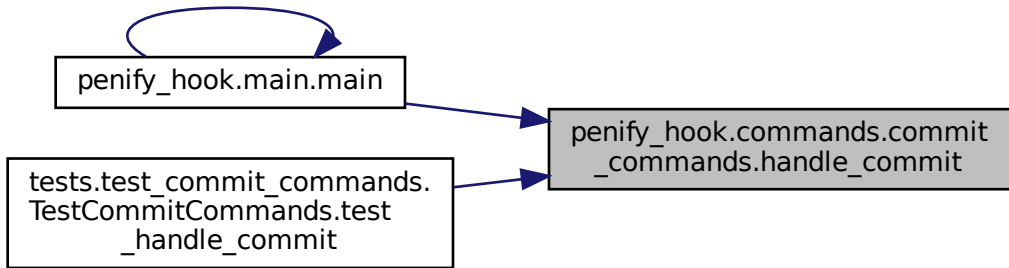 penify_hook.main.main
penify_hook.commands.commit
_commands.handle_commit
tests.test_commit_commands.
TestCommitCommands.test
_handle_commit